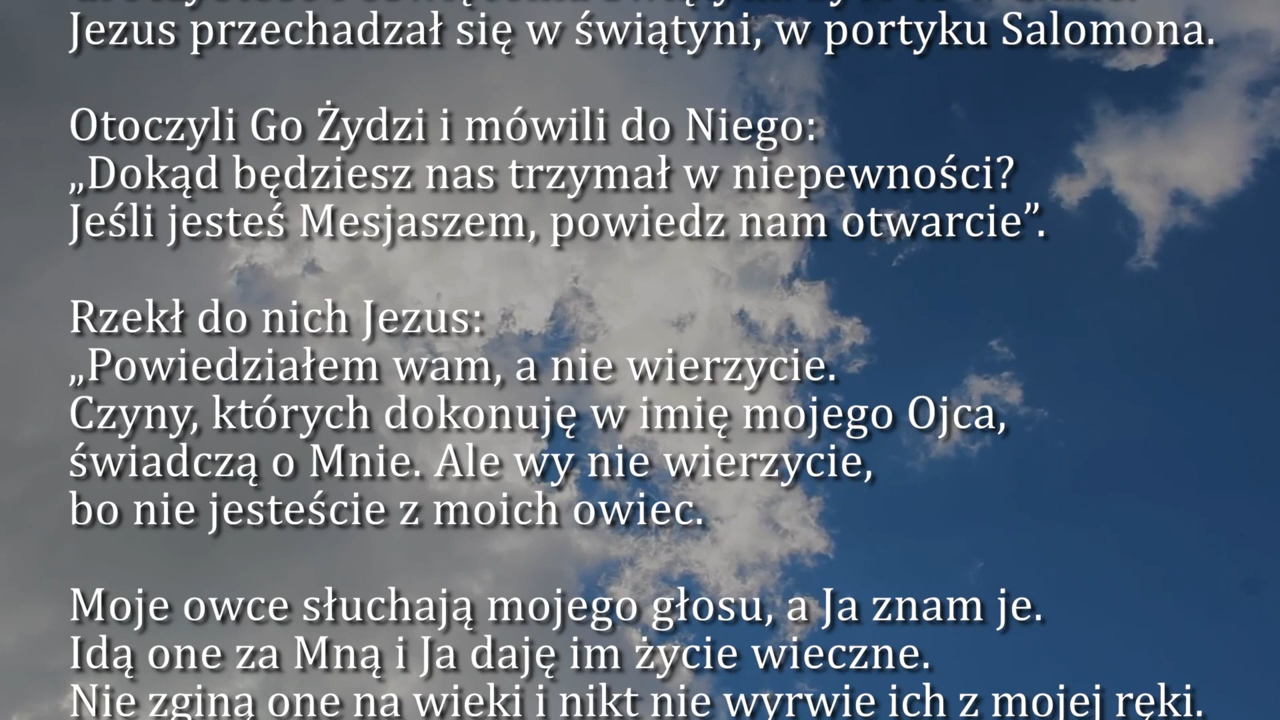 Jezus przechadzał się w świątyni, w portyku Salomona.
Otoczyli Go Żydzi i mówili do Niego:
„Dokąd będziesz nas trzymał w niepewności?
Jeśli jesteś Mesjaszem, powiedz nam otwarcie”.
Rzekł do nich Jezus:
„Powiedziałem wam, a nie wierzycie.
Czyny, których dokonuję w imię mojego Ojca,
świadczą o Mnie. Ale wy nie wierzycie,
bo nie jesteście z moich owiec.
Moje owce słuchają mojego głosu, a Ja znam je.
Idą one za Mną i Ja daję im życie wieczne.
Nie zginą one na wieki i nikt nie wyrwie ich z mojej ręki.